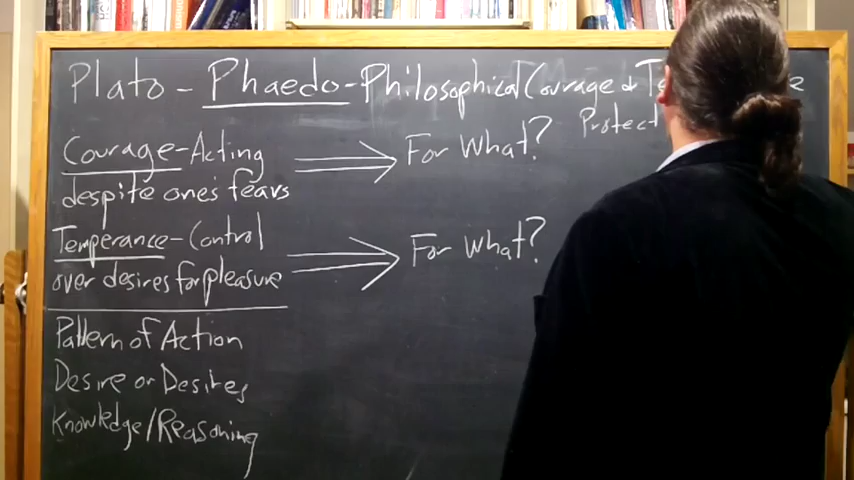 Plato - Phaedo - Philosophical Courage &
Protect
Courage - Acting
despite one's fears
For What?
Temperance - Control
over desires for pleasure
For What?
Pattern of Action
Desire or Desires
Knowledge/Reasoning